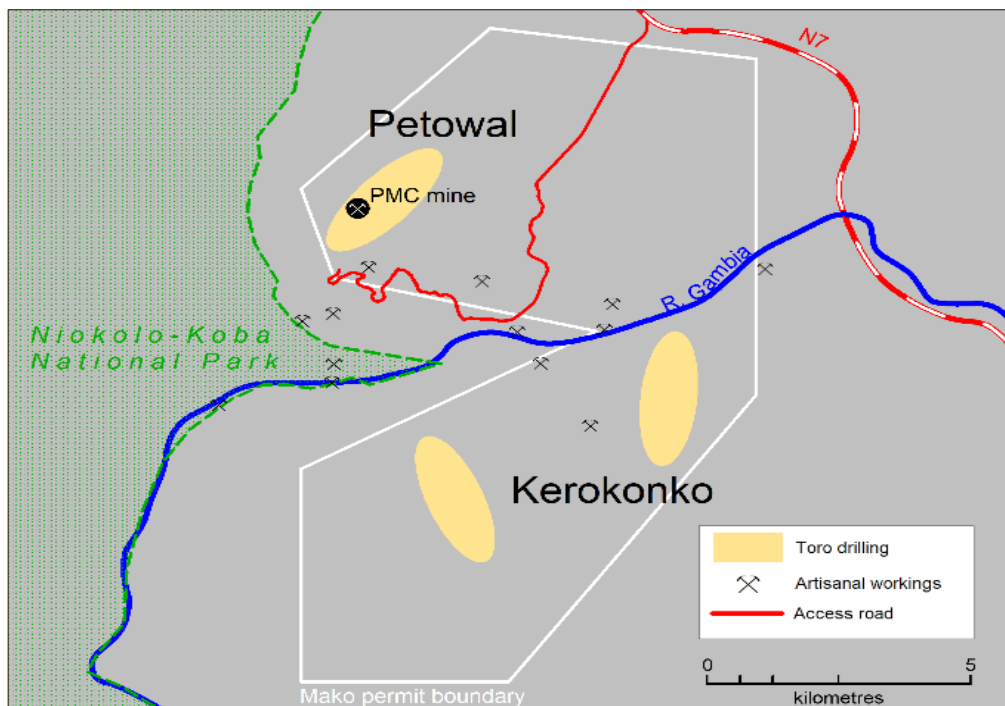 N7
Petowal
PMC mine
R. Gambia
Niokolo-Koba
National Park
Kerokonko
Toro drilling
Artisanal workings
Access road
0 5
kilometres
Mako permit boundary